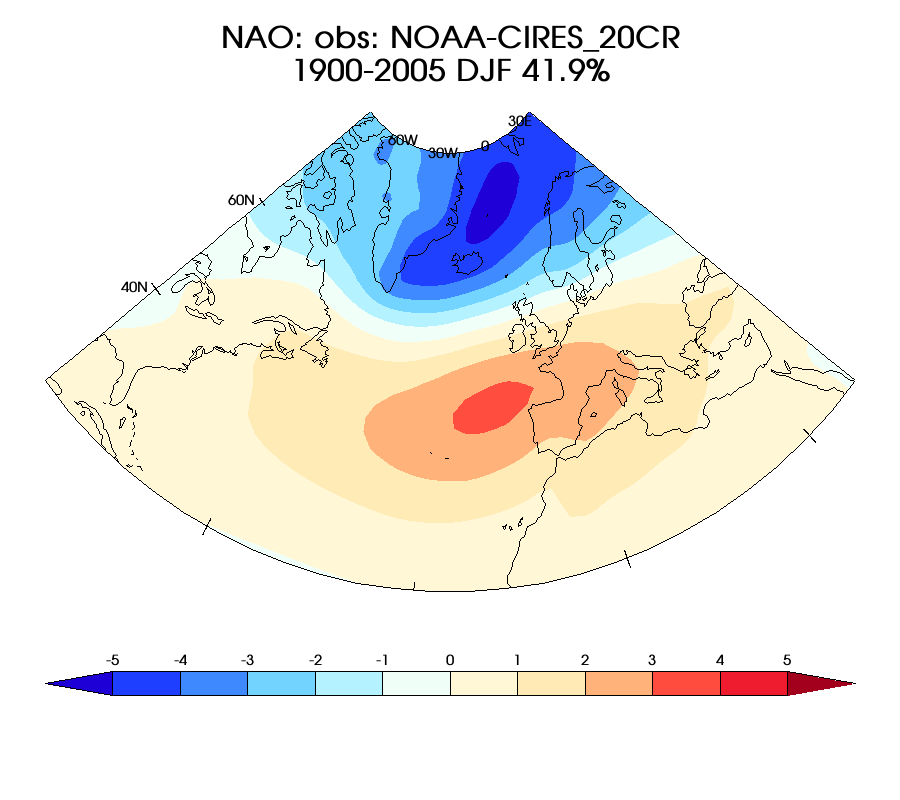 NAO: obs: NOAA-CIRES_20CR
1900-2005 DJF 41.9%
30E
60W
0
30W
60N
40N
-5 -4 -3 -2 -1 0 1 2 3 4 5